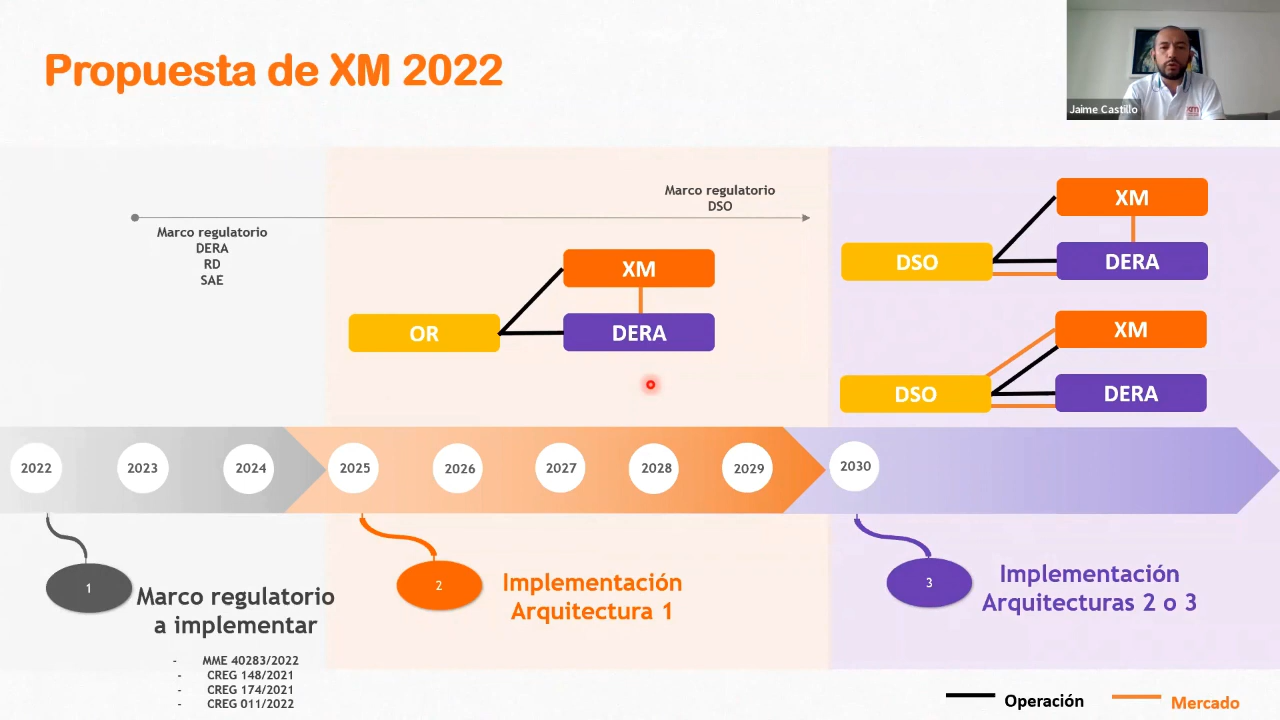 Propuesta de XM 2022
xm
Jaime Castillo
Marco regulatorio
DSO
Marco regulatorio
DERA
RD
SAE
XM
OR
DERA
XM
DSO
DERA
XM
DSO
DERA
2022
2023
2024
2025
2026
2027
2028
2029
2030
1
Marco regulatorio
a implementar
- MME 40283/2022
- CREG 148/2021
- CREG 174/2021
- CREG 011/2022
2
Implementación
Arquitectura 1
3
Implementación
Arquitecturas 2 o 3
Operación
Mercado